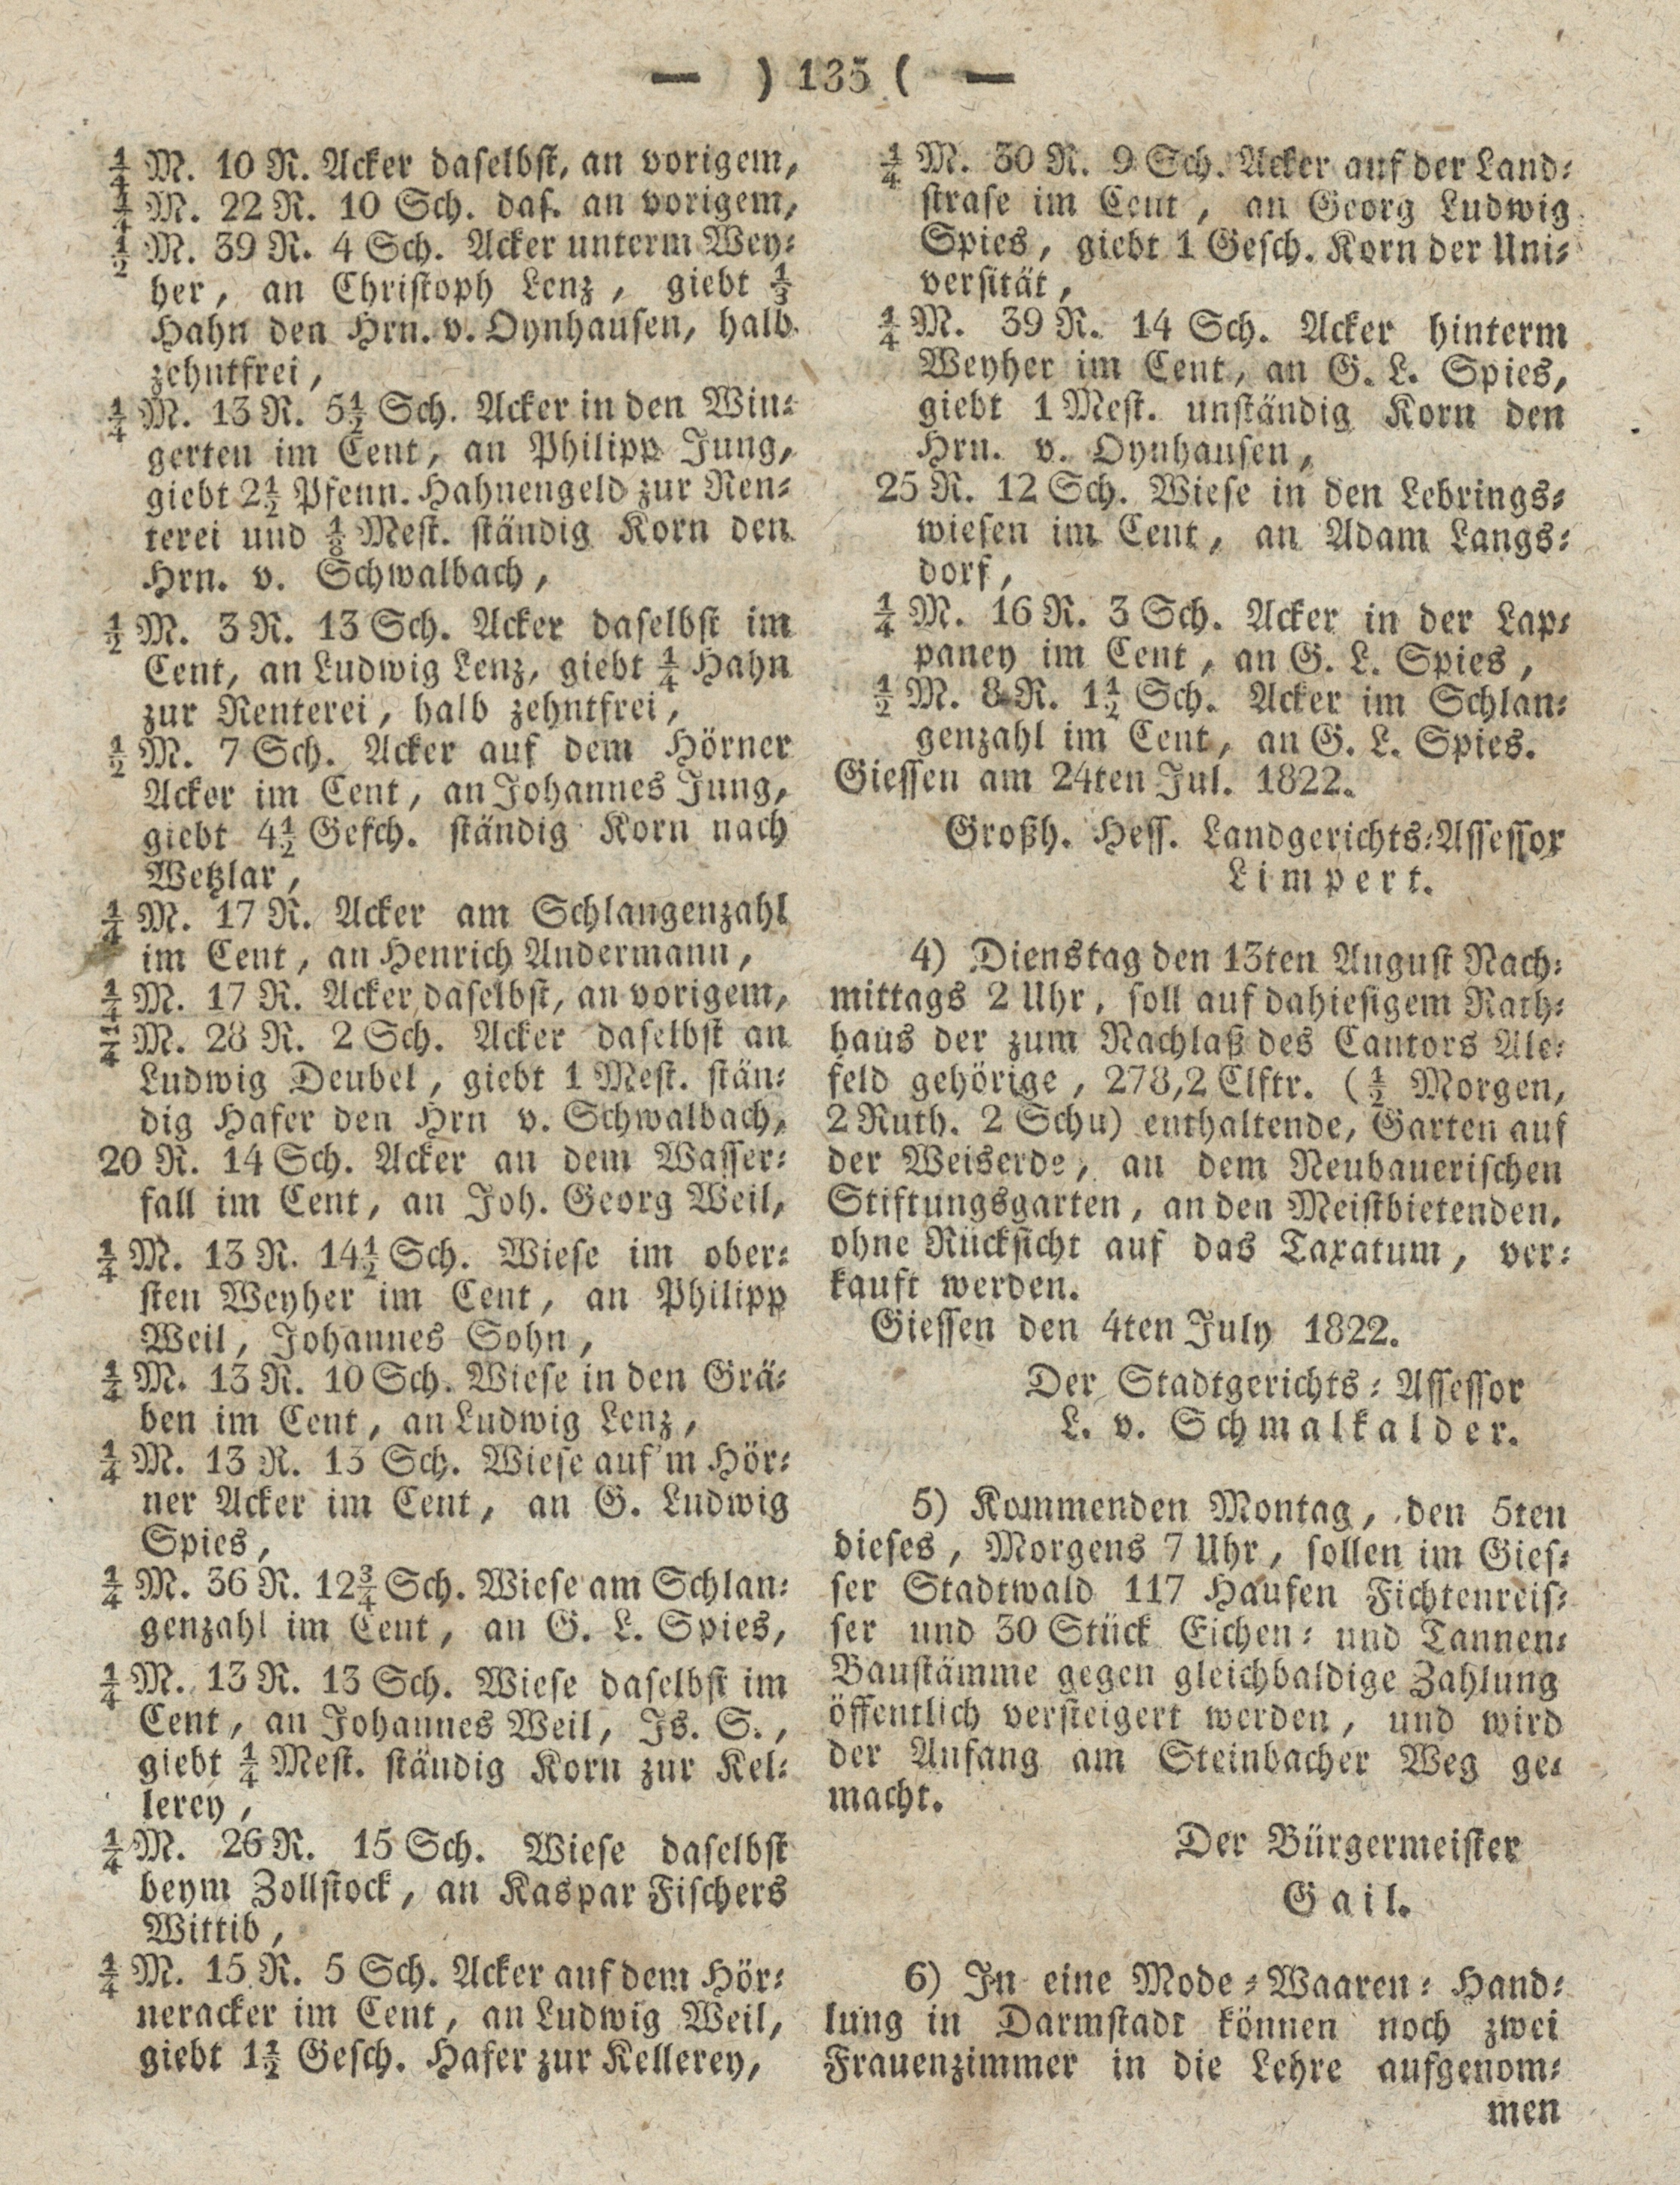 — ) 135 ( —
¼ M. 10 R. Acker daselbst, an vorigem,
¼ M. 22 R. 10 Sch. das. an vorigem,
½ M. 39 R. 4 Sch. Acker unterm Wey-
her, an Christoph Lenz, giebt ⅓
Hahn den Hrn. v. Oynhausen, halb
zehntfrei,
¼ M. 13 R. 5½ Sch. Acker in den Win-
gerten im Cent, an Philipp Jung,
giebt 2½ Pfenn. Hahnengeld zur Ren-
terei und ⅛ Mest. ständig Korn den
Hrn. v. Schwalbach,
½ M. 3 R. 13 Sch. Acker daselbst im
Cent, an Ludwig Lenz, giebt ¼ Hahn
zur Renterei, halb zehntfrei,
½ M. 7 Sch. Acker auf dem Hörner
Acker im Cent, an Johannes Jung,
giebt 4½ Gesch. ständig Korn nach
Wetzlar,
¼ M. 17 R. Acker am Schlangenzahl
im Cent, an Henrich Andermann,
¼ M. 17 R. Acker daselbst, an vorigem,
¼ M. 28 R. 2 Sch. Acker daselbst an
Ludwig Deubel, giebt 1 Mest. stän-
dig Hafer den Hrn v. Schwalbach,
20 R. 14 Sch. Acker an dem Wasser-
fall im Cent, an Joh. Georg Weil,
¼ M. 13 R. 14½ Sch. Wiese im ober-
sten Weyher im Cent, an Philipp
Weil, Johannes Sohn,
¼ M. 13 R. 10 Sch. Wiese in den Grä-
ben im Cent, an Ludwig Lenz,
¼ M. 13 R. 13 Sch. Wiese auf'm Hör-
ner Acker im Cent, an G. Ludwig
Spies,
¼ M. 36 R. 12¾ Sch. Wiese am Schlan-
genzahl im Cent, an G. L. Spies,
¼ M. 13 R. 13 Sch. Wiese daselbst im
Cent, an Johannes Weil, Js. S.,
giebt ¼ Mest. ständig Korn zur Kel-
lerey,
¼ M. 26 R. 15 Sch. Wiese daselbst
beym Zollstock, an Kaspar Fischers
Wittib,
¼ M. 15 R. 5 Sch. Acker auf dem Hör-
neracker im Cent, an Ludwig Weil,
giebt 1½ Gesch. Hafer zur Kellerey,
¼ M. 30 R. 9 Sch. Acker auf der Land-
strase im Cent, an Georg Ludwig
Spies, giebt 1 Gesch. Korn der Uni-
versität,
¼ M. 39 R. 14 Sch. Acker hinterm
Weyher im Cent, an G. L. Spies,
giebt 1 Mest. unständig Korn den
Hrn. v. Oynhausen,
25 R. 12 Sch. Wiese in den Lebrings-
wiesen im Cent, an Adam Langs-
dorf,
¼ M. 16 R. 3 Sch. Acker in der Lap-
paney im Cent, an G. L. Spies,
½ M. 8 R. 1½ Sch. Acker im Schlan-
genzahl im Cent, an G. L. Spies.
Giessen am 24ten Jul. 1822.
Großh. Hess. Landgerichts-Assessor
Limpert.
4) Dienstag den 13ten August Nach-
mittags 2 Uhr, soll auf dahiesigem Rath-
haus der zum Nachlaß des Cantors Ale-
feld gehörige, 278,2 Clftr. (½ Morgen,
2 Ruth. 2 Schu) enthaltende, Garten auf
der Weiserde, an dem Neubauerischen
Stiftungsgarten, an den Meistbietenden,
ohne Rücksicht auf das Taxatum, ver-
kauft werden.
Giessen den 4ten July 1822.
Der Stadtgerichts-Assessor
L. v. Schmalkalder.
5) Kommenden Montag, den 5ten
dieses, Morgens 7 Uhr, sollen im Gies-
ser Stadtwald 117 Haufen Fichtenreis-
ser und 30 Stück Eichen- und Tannen-
Baustämme gegen gleichbaldige Zahlung
öffentlich versteigert werden, und wird
der Anfang am Steinbacher Weg ge-
macht.
Der Bürgermeister
Gail.
6) In eine Mode-Waaren-Hand-
lung in Darmstadt können noch zwei
Frauenzimmer in die Lehre aufgenom-
men